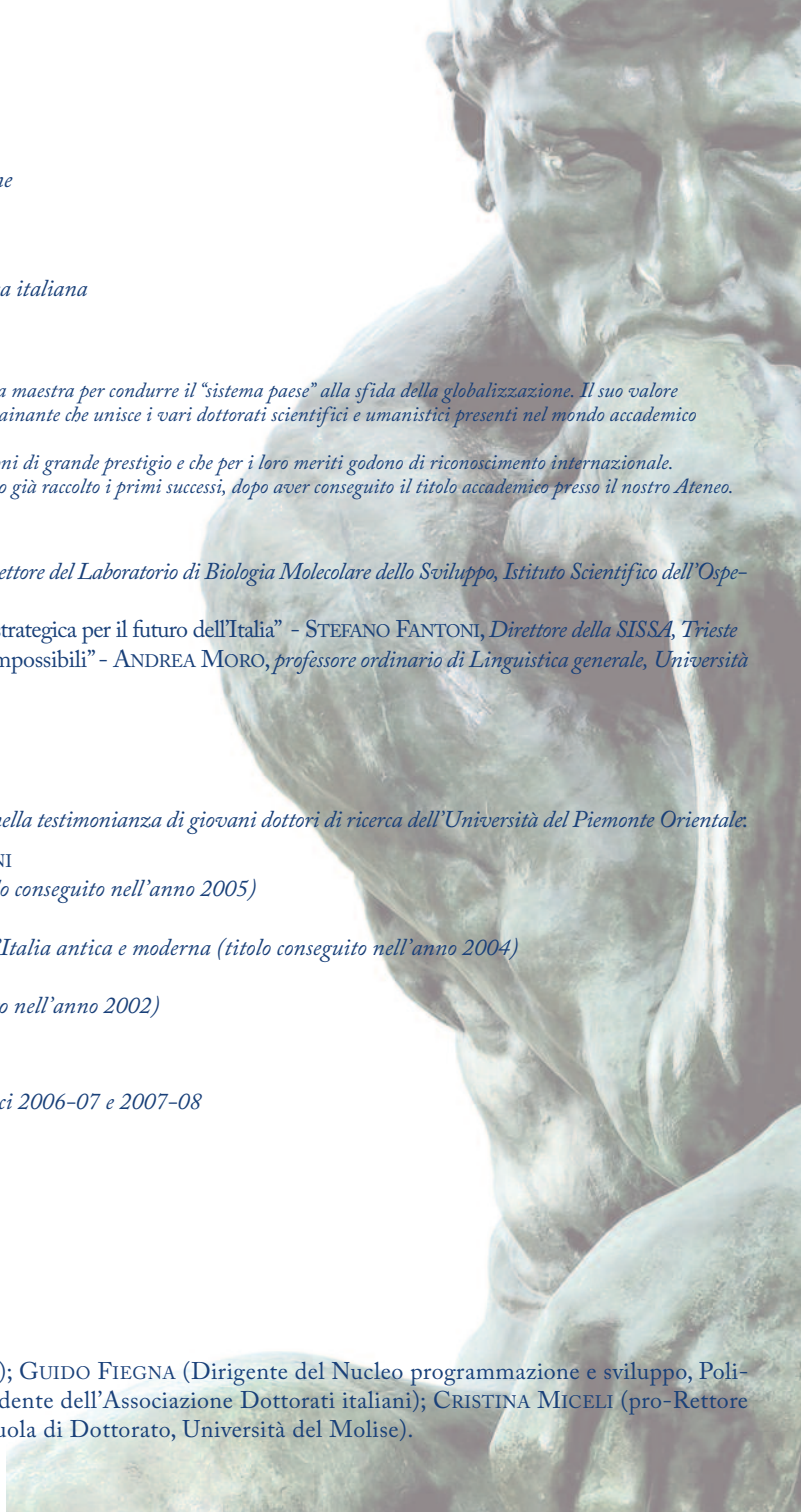 ne
a italiana
a maestra per condurre il “sistema paese” alla sfida della globalizzazione. Il suo valore
ainante che unisce i vari dottorati scientifici e umanistici presenti nel mondo accademico
ni di grande prestigio e che per i loro meriti godono di riconoscimento internazionale.
o già raccolto i primi successi, dopo aver conseguito il titolo accademico presso il nostro Ateneo.
ettore del Laboratorio di Biologia Molecolare dello Sviluppo, Istituto Scientifico dell’Ospe-
trategica per il futuro dell’Italia” - STEFANO FANTONI, Direttore della SISSA, Trieste
mpossibili” - ANDREA MORO, professore ordinario di Linguistica generale, Università
nella testimonianza di giovani dottori di ricerca dell’Università del Piemonte Orientale:
NI
lo conseguito nell’anno 2005)
’Italia antica e moderna (titolo conseguito nell’anno 2004)
o nell’anno 2002)
ci 2006-07 e 2007-08
); GUIDO FIEGNA (Dirigente del Nucleo programmazione e sviluppo, Poli-
dente dell’Associazione Dottorati italiani); CRISTINA MICELI (pro-Rettore
uola di Dottorato, Università del Molise).